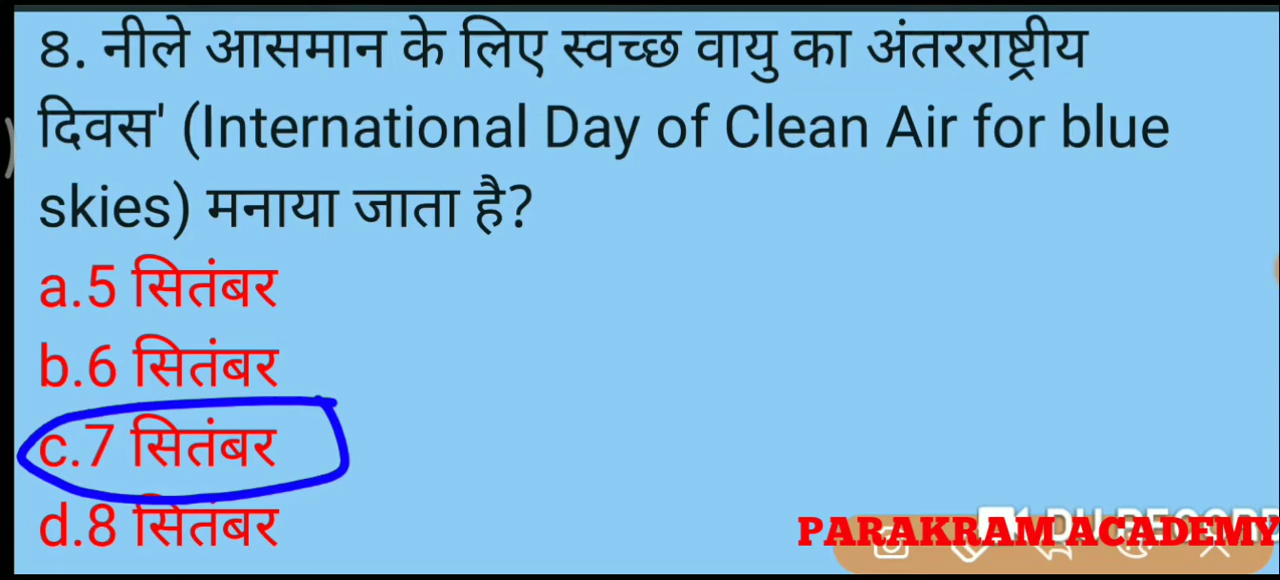 8. नीले आसमान के लिए स्वच्छ वायु का अंतरराष्ट्रीय
दिवस' (International Day of Clean Air for blue
skies) मनाया जाता है?
a.5 सितंबर
b.6 सितंबर
c.7 सितंबर
d.8 सितंबर
PARAKRAM ACADEMY